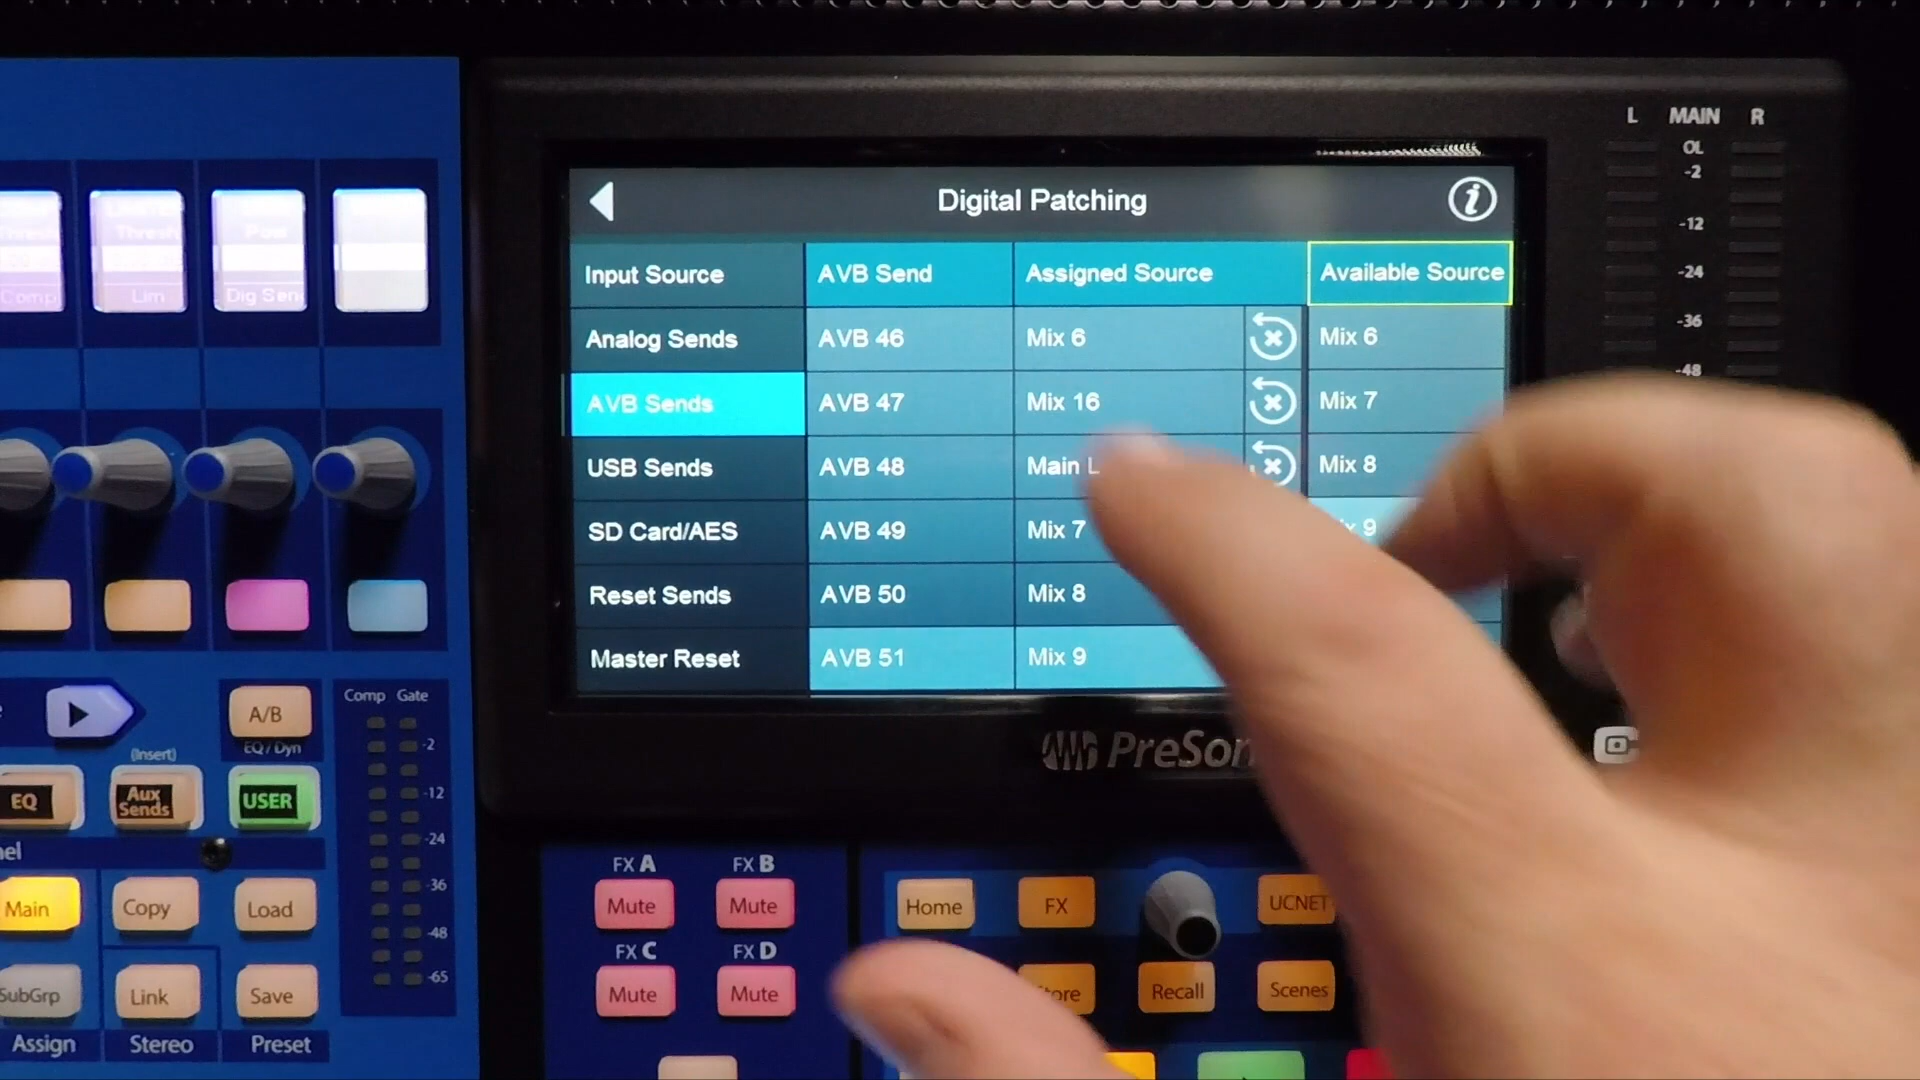 L MAIN R
OL
-2
-12
-24
-36
-48
Digital Patching
i
Input Source AVB Send Assigned Source Available Source
Analog Sends AVB 46 Mix 6 Mix 6
AVB Sends AVB 47 Mix 16 Mix 7
USB Sends AVB 48 Main L Mix 8
SD Card/AES AVB 49 Mix 7 9
Reset Sends AVB 50 Mix 8
Master Reset AVB 51 Mix 9
PreSon
Thresh
Comp Lim Dig Send
A/B
EQ/Dyn
(Insert)
EQ
Aux
Sends
USER
Main Copy Load
SubGrp Link Save
Assign Stereo Preset
Comp Gate
-2
-12
-24
-36
-48
-65
FX A FX B
Mute Mute
FX C FX D
Mute Mute
Home FX UCNET
Recall Scenes